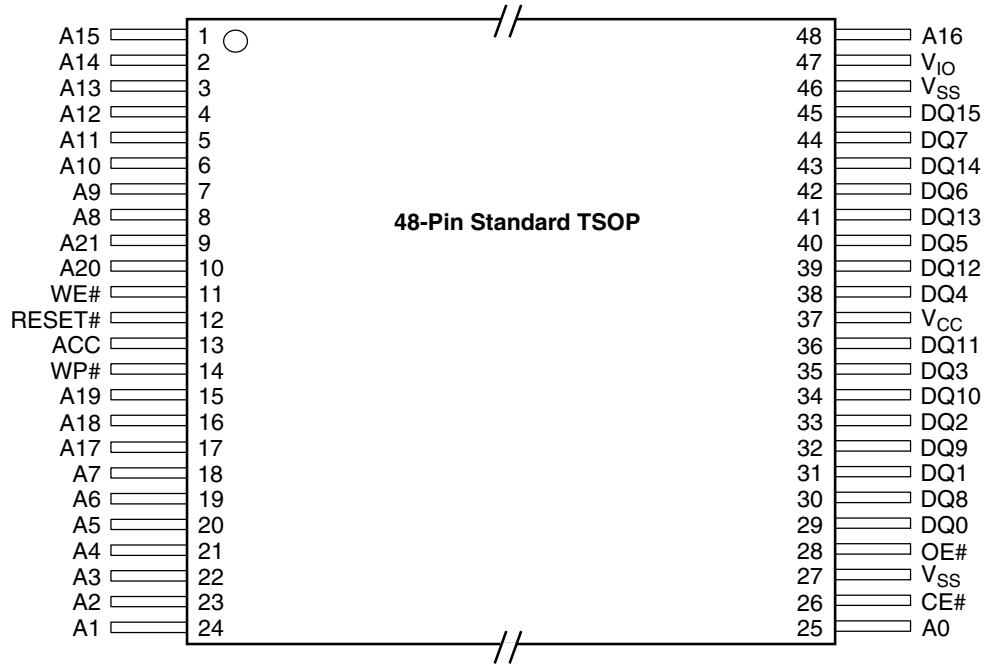 A15 1 48 A16
A14 2 47 VIO
A13 3 46 VSS
A12 4 45 DQ15
A11 5 44 DQ7
A10 6 43 DQ14
A9 7 42 DQ6
A8 8 41 DQ13
48-Pin Standard TSOP
A21 9 40 DQ5
A20 10 39 DQ12
WE# 11 38 DQ4
RESET# 12 37 VCC
ACC 13 36 DQ11
WP# 14 35 DQ3
A19 15 34 DQ10
A18 16 33 DQ2
A17 17 32 DQ9
A7 18 31 DQ1
A6 19 30 DQ8
A5 20 29 DQ0
A4 21 28 OE#
A3 22 27 VSS
A2 23 26 CE#
A1 24 25 A0